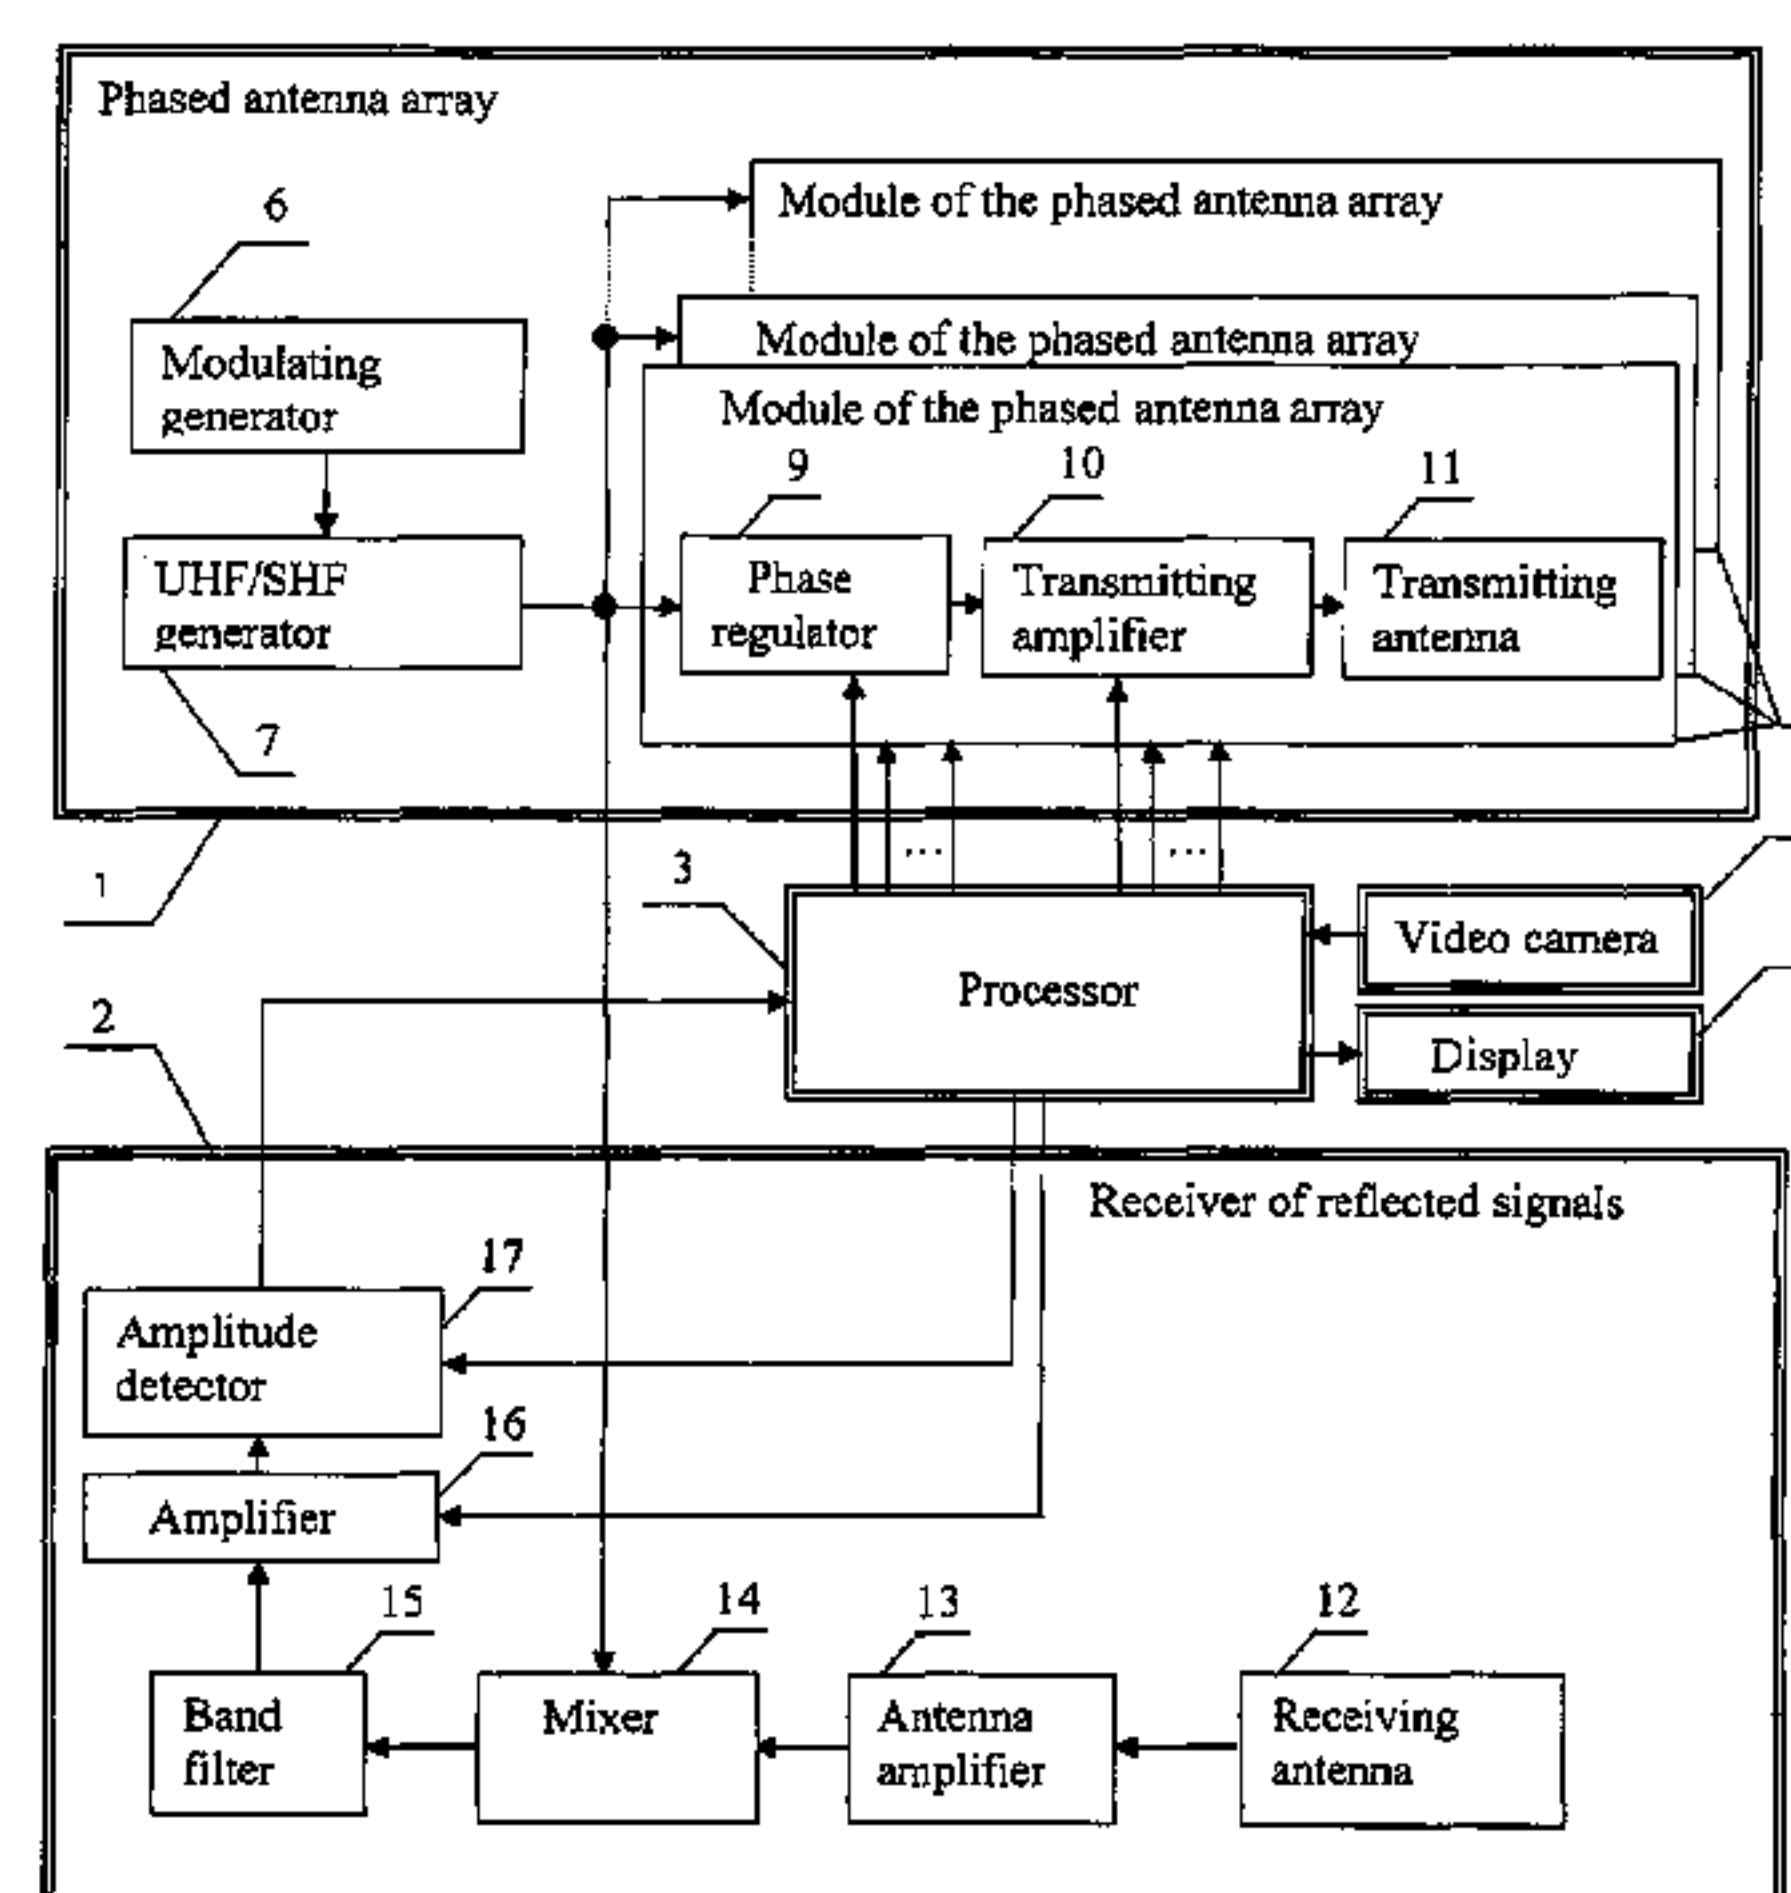 Phased antenna array
Module of the phased antenna array
6
Module of the phased antenna array
Modulating
generator
Module of the phased antenna array
9
10
11
UHF/SHF
generator
Phase
regulator
Transmitting
amplifier
Transmitting
antenna
7
1
3
...
...
Video camera
Processor
2
Display
Receiver of reflected signals
17
Amplitude
detector
16
Amplifier
15
14
13
12
Band
filter
Mixer
Antenna
amplifier
Receiving
antenna